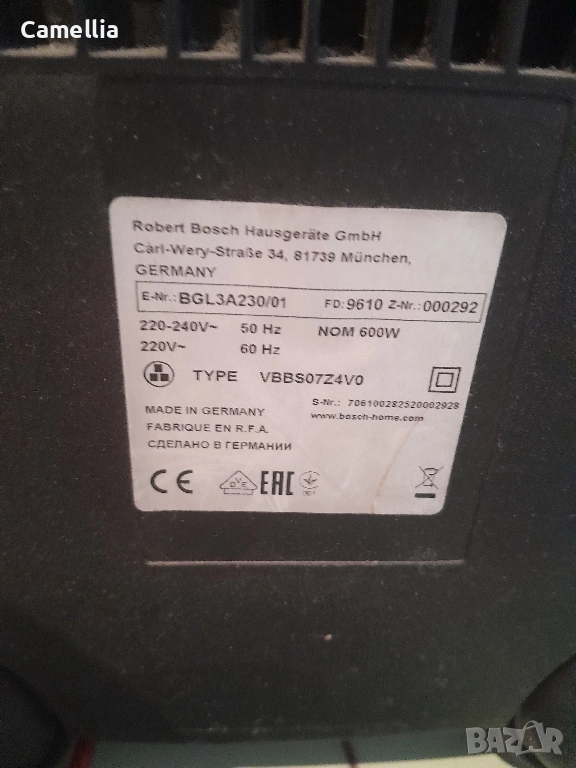 Camellia
Robert Bosch Hausgeräte GmbH
Carl-Wery-Straße 34, 81739 München,
GERMANY
E-Nr.: BGL3A230/01 FD: 9610 Z-Nr.: 000292
220-240V~ 50 Hz NOM 600W
220V~ 60 Hz
TYPE VBBS07Z4V0
S-Nr.: 706100282520002928
MADE IN GERMANY www.bosch-home.com
FABRIQUE EN R.F.A.
СДЕЛАНО В ГЕРМАНИИ
CE DVE EAC
BAZAR